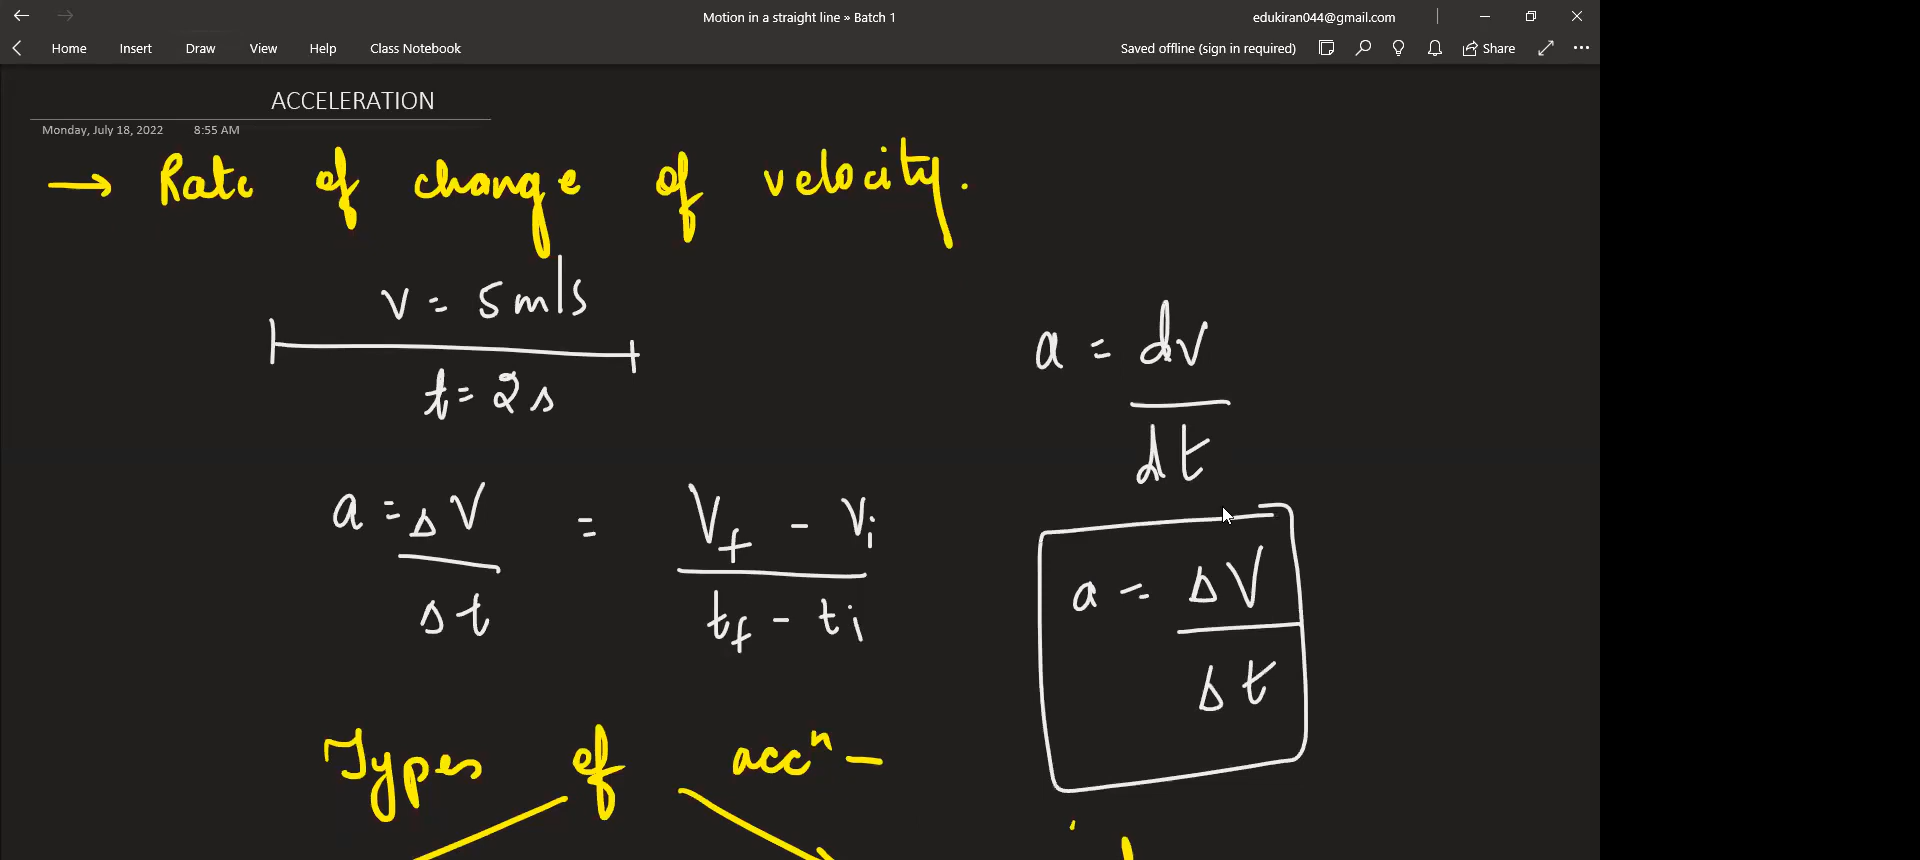 Motion in a straight line » Batch 1
edukiran044@gmail.com
Home Insert Draw View Help Class Notebook
Saved offline (sign in required)
Share
ACCELERATION
Monday, July 18, 2022 8:55 AM
→ Rate of change of velocity.
v = 5 m/s
t = 2 s
a = dv/dt
a = ΔV/Δt = (Vf - Vi)/(tf - ti)
a = ΔV/Δt
Types of accⁿ –